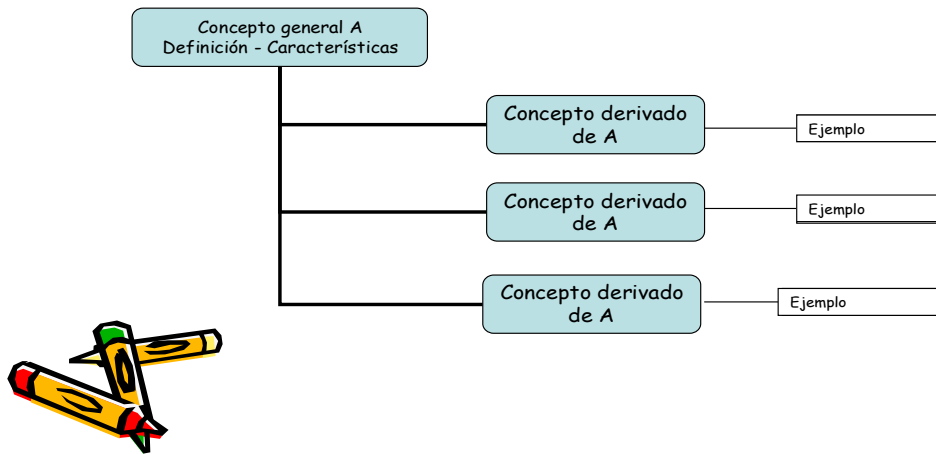 Concepto general A
Definición - Características
Concepto derivado
de A
Ejemplo
Concepto derivado
de A
Ejemplo
Concepto derivado
de A
Ejemplo